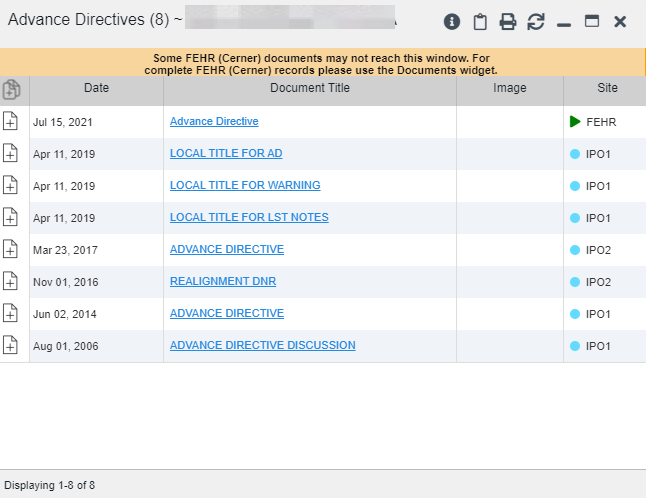 Advance Directives (8) ~
Some FEHR (Cerner) documents may not reach this window. For
complete FEHR (Cerner) records please use the Documents widget.
Date Document Title Image Site
Jul 15, 2021 Advance Directive FEHR
Apr 11, 2019 LOCAL TITLE FOR AD IPO1
Apr 11, 2019 LOCAL TITLE FOR WARNING IPO1
Apr 11, 2019 LOCAL TITLE FOR LST NOTES IPO1
Mar 23, 2017 ADVANCE DIRECTIVE IPO2
Nov 01, 2016 REALIGNMENT DNR IPO2
Jun 02, 2014 ADVANCE DIRECTIVE IPO1
Aug 01, 2006 ADVANCE DIRECTIVE DISCUSSION IPO1
Displaying 1-8 of 8